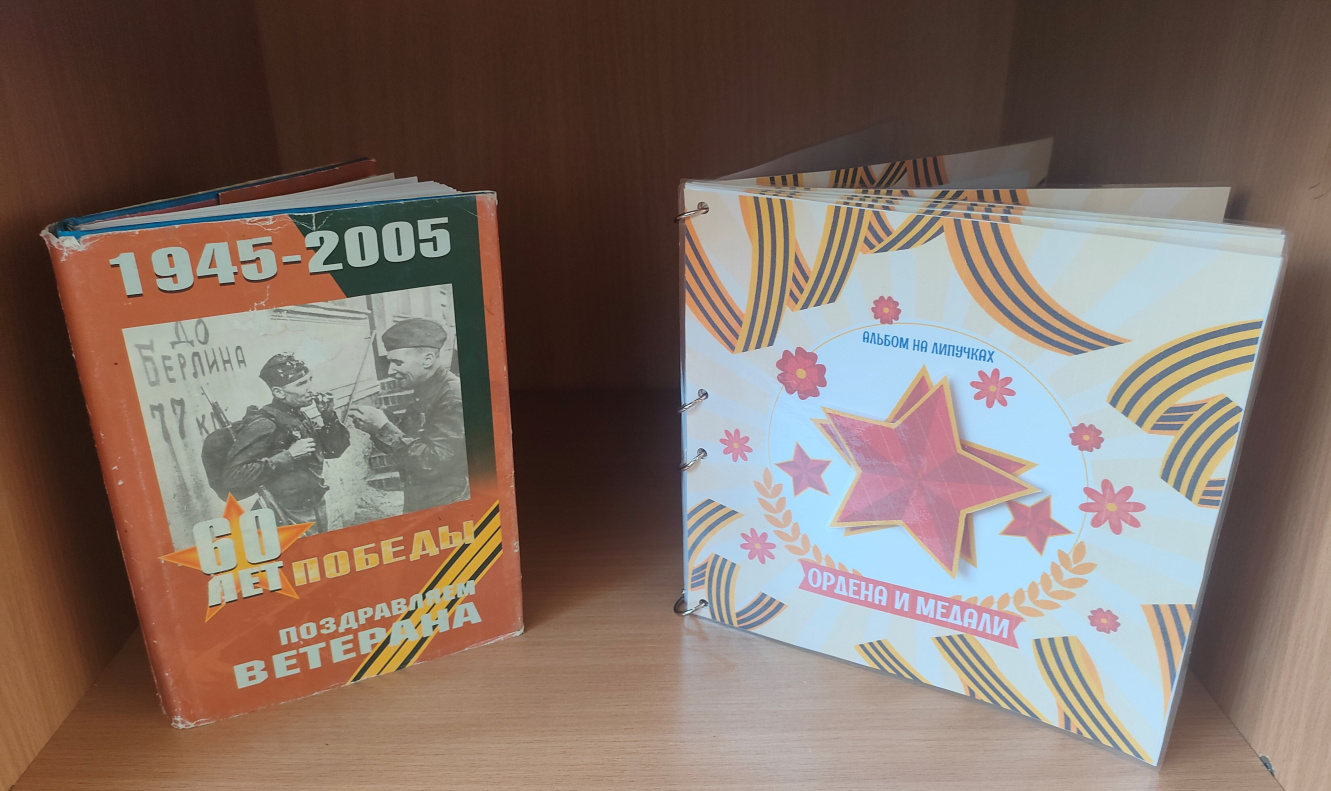 1945-2005
ДО
БЕРЛИНА
77 КМ
60
ЛЕТ ПОБЕДЫ
ПОЗДРАВЛЯЕМ
ВЕТЕРАНА
АЛЬБОМ НА ЛИПУЧКАХ
ОРДЕНА И МЕДАЛИ